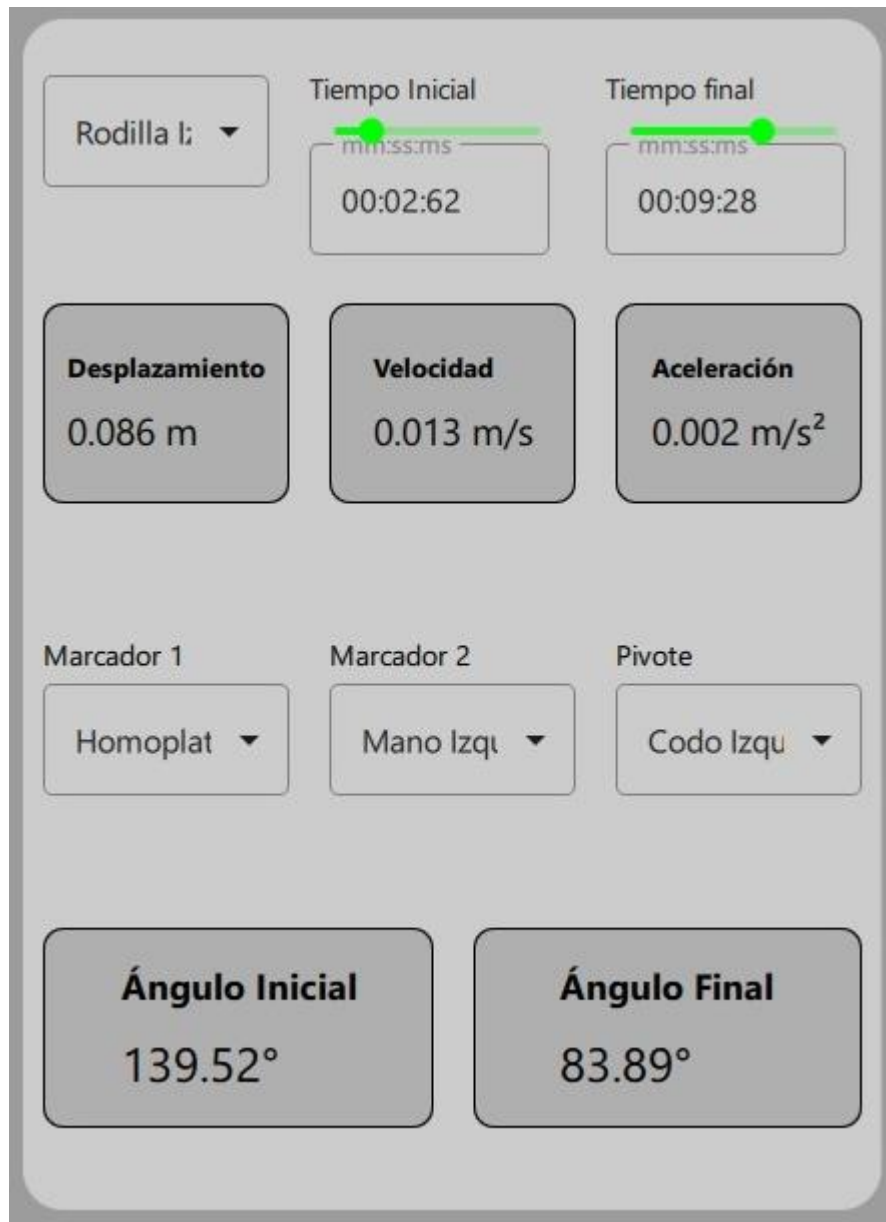 Rodilla Iz
Tiempo Inicial
mm:ss:ms
00:02:62
Tiempo final
mm:ss:ms
00:09:28
Desplazamiento
0.086 m
Velocidad
0.013 m/s
Aceleración
0.002 m/s²
Marcador 1
Homoplat
Marcador 2
Mano Izqu
Pivote
Codo Izqu
Ángulo Inicial
139.52°
Ángulo Final
83.89°